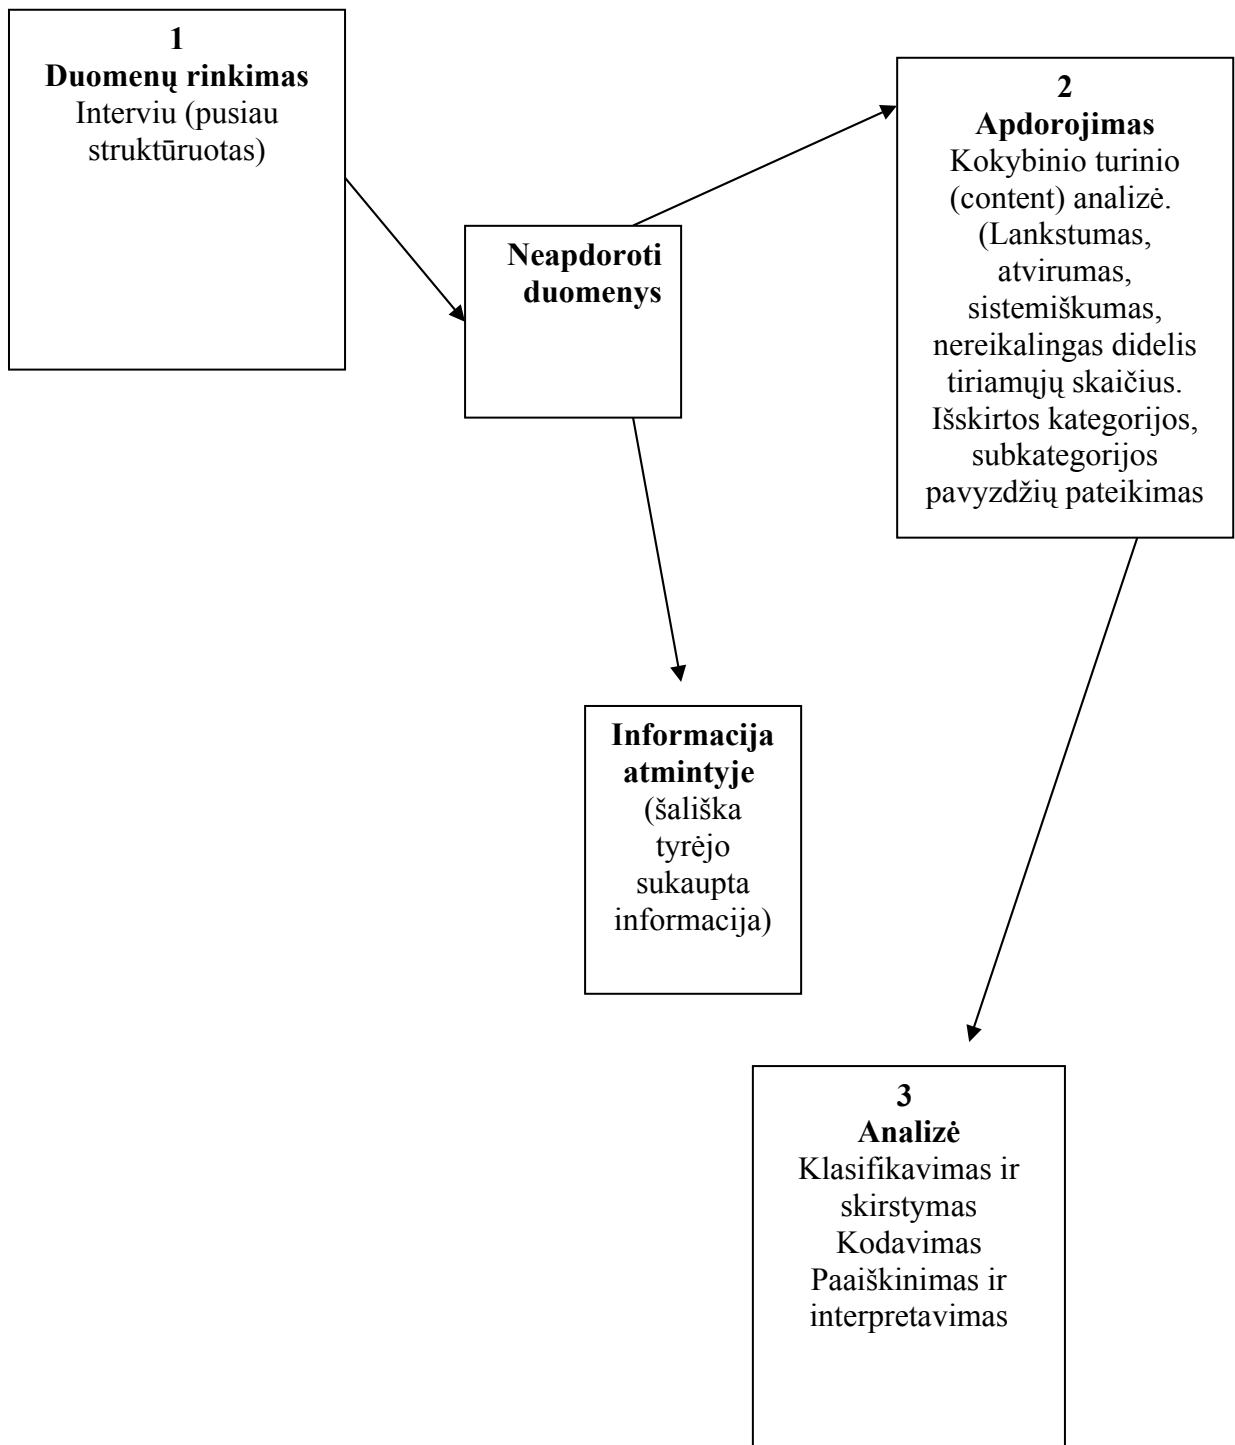 1
Duomenų rinkimas
Interviu (pusiau
struktūruotas)
Neapdoroti
duomenys
2
Apdorojimas
Kokybinio turinio
(content) analizė.
(Lankstumas,
atvirumas,
sistemiškumas,
nereikalingas didelis
tiriamųjų skaičius.
Išskirtos kategorijos,
subkategorijos
pavyzdžių pateikimas
Informacija
atmintyje
(šališka
tyrėjo
sukaupta
informacija)
3
Analizė
Klasifikavimas ir
skirstymas
Kodavimas
Paaiškinimas ir
interpretavimas